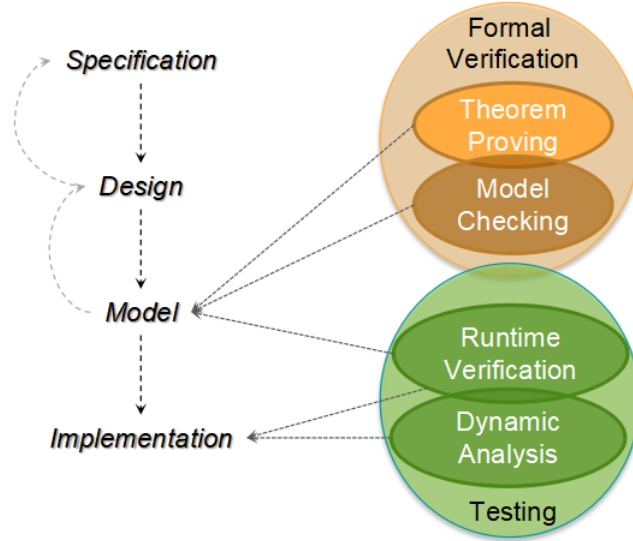 Specification
Design
Model
Implementation
Formal
Verification
Theorem
Proving
Model
Checking
Runtime
Verification
Dynamic
Analysis
Testing